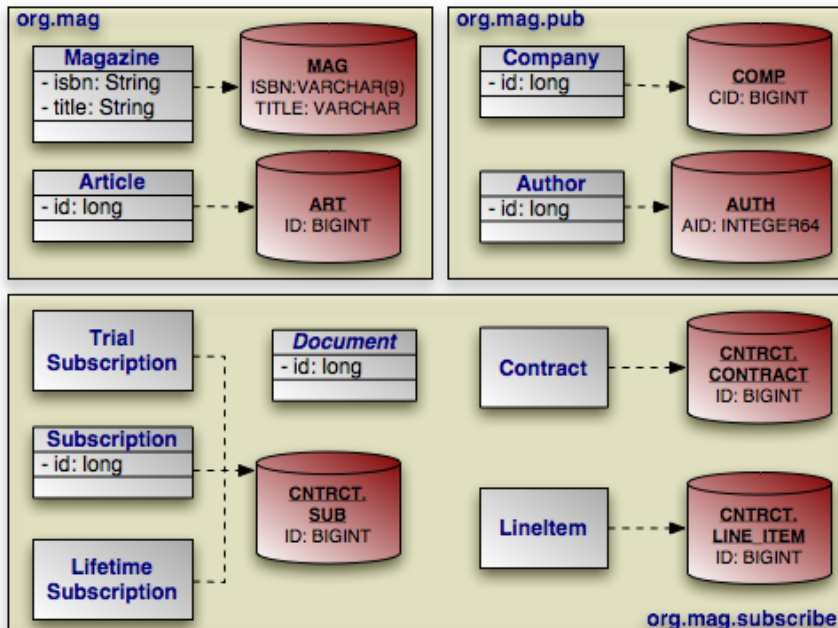 org.mag
Magazine
- isbn: String
- title: String
MAG
ISBN:VARCHAR(9)
TITLE: VARCHAR
Article
- id: long
ART
ID: BIGINT
org.mag.pub
Company
- id: long
COMP
CID: BIGINT
Author
- id: long
AUTH
AID: INTEGER64
Trial
Subscription
Document
- id: long
Subscription
- id: long
CNTRCT.
SUB
ID: BIGINT
Lifetime
Subscription
Contract
CNTRCT.
CONTRACT
ID: BIGINT
LineItem
CNTRCT.
LINE_ITEM
ID: BIGINT
org.mag.subscribe